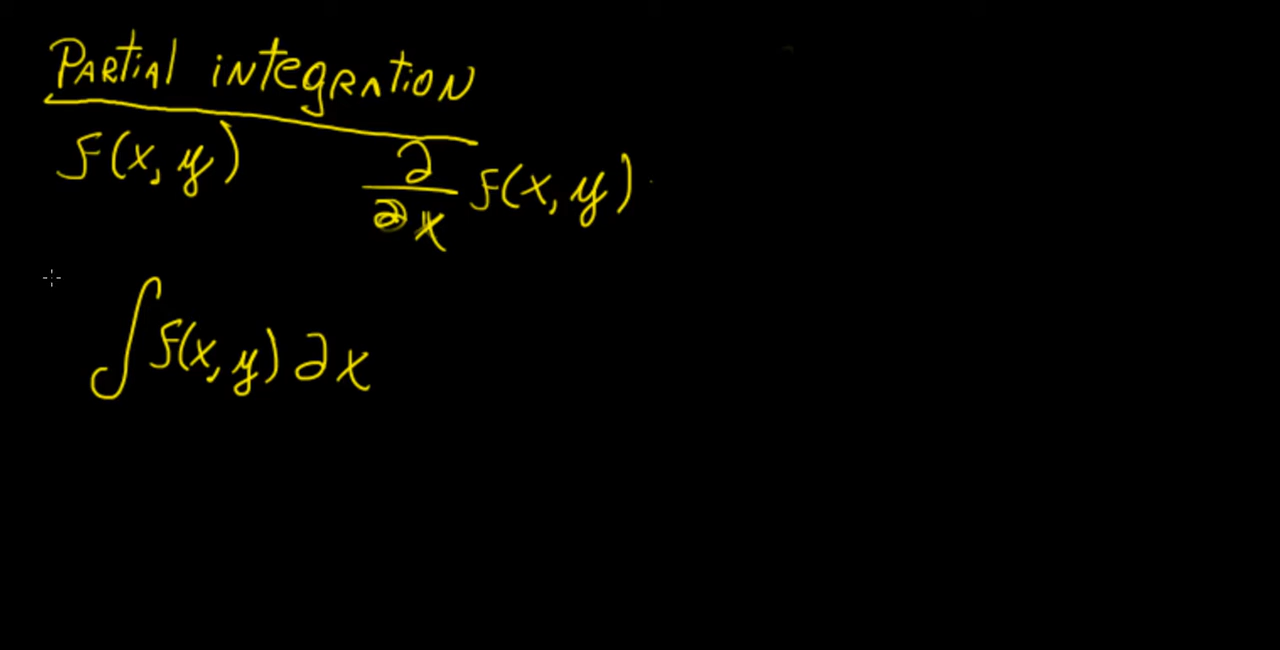 Partial integration
f(x, y) ∂/∂x f(x, y)
∫ f(x, y) ∂x